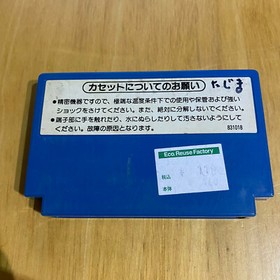 カセットについてのお願い
たじま
●精密機器ですので、極端な温度条件下での使用や保管および強い
ショックをさけてください。また、絶対に分解しないでください。
●端子部に手を触れたり、水にぬらしたりして汚さないようにして
ください。故障の原因となります。
831018
Eco Reuse Factory
税込
本体